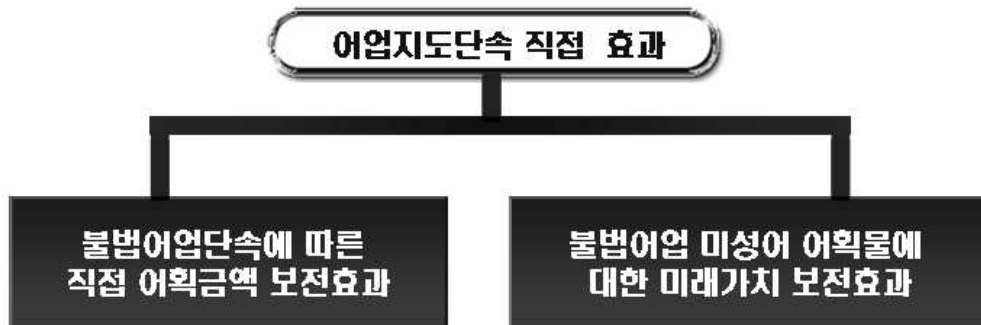 어업지도단속 직접 효과
불법어업단속에 따른
직접 어획금액 보전효과
불법어업 미성어 어획물에
대한 미래가치 보전효과